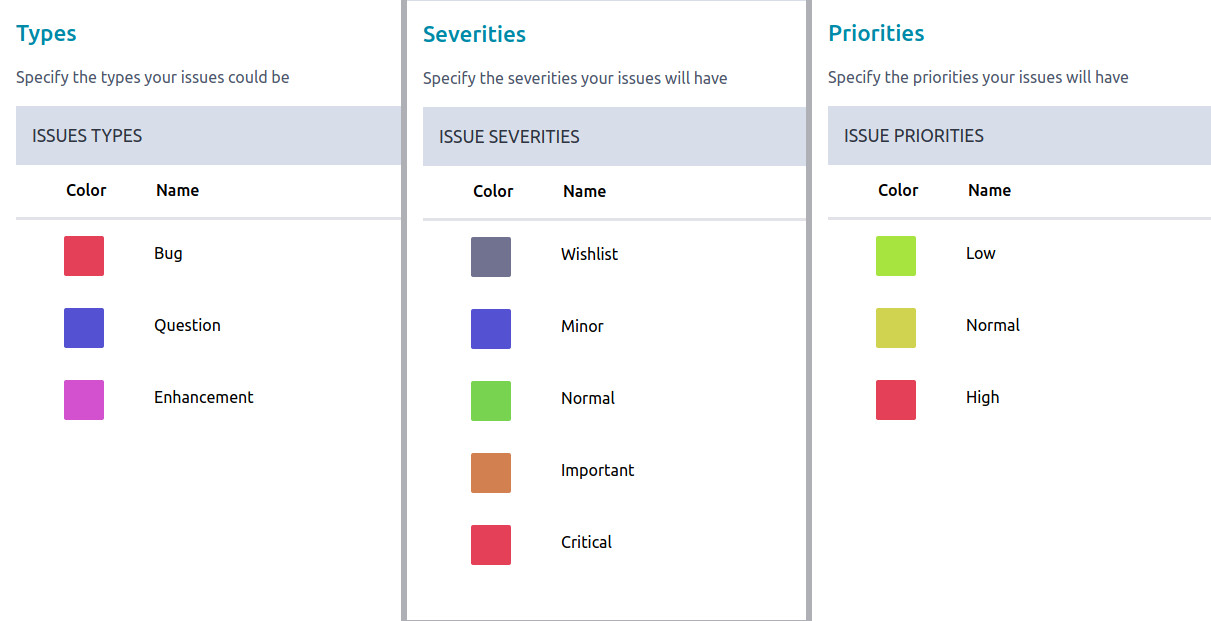 Types
Specify the types your issues could be
ISSUES TYPES
Color Name
Bug
Question
Enhancement
Severities
Specify the severities your issues will have
ISSUE SEVERITIES
Color Name
Wishlist
Minor
Normal
Important
Critical
Priorities
Specify the priorities your issues will have
ISSUE PRIORITIES
Color Name
Low
Normal
High